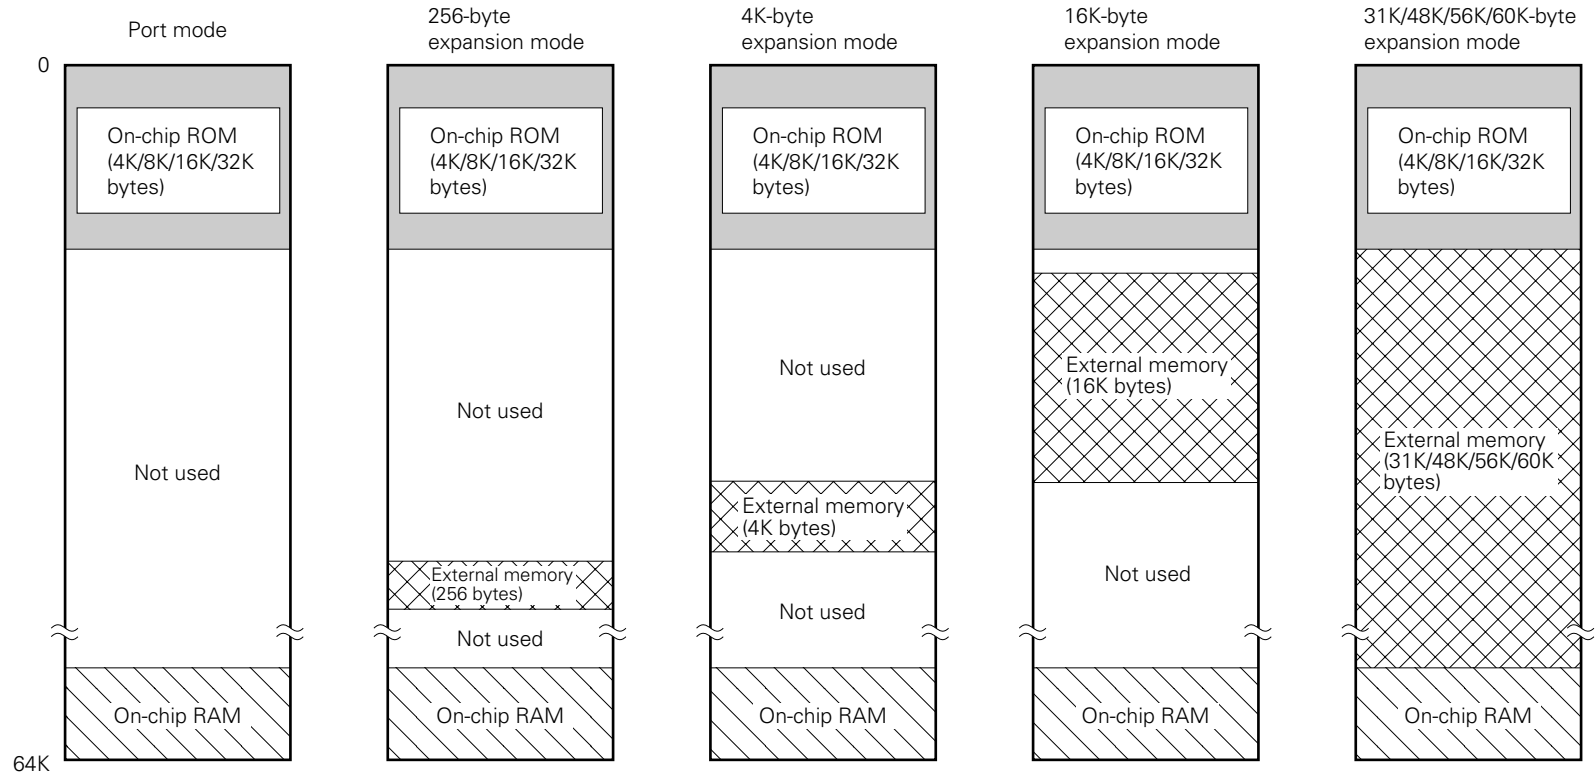 Port mode
256-byte
expansion mode
4K-byte
expansion mode
16K-byte
expansion mode
31K/48K/56K/60K-byte
expansion mode
0
On-chip ROM
(4K/8K/16K/32K
bytes)
Not used
On-chip RAM
64K
On-chip ROM
(4K/8K/16K/32K
bytes)
Not used
External memory
(256 bytes)
Not used
On-chip RAM
On-chip ROM
(4K/8K/16K/32K
bytes)
Not used
External memory
(4K bytes)
Not used
On-chip RAM
On-chip ROM
(4K/8K/16K/32K
bytes)
External memory
(16K bytes)
Not used
On-chip RAM
On-chip ROM
(4K/8K/16K/32K
bytes)
External memory
(31K/48K/56K/60K
bytes)
On-chip RAM